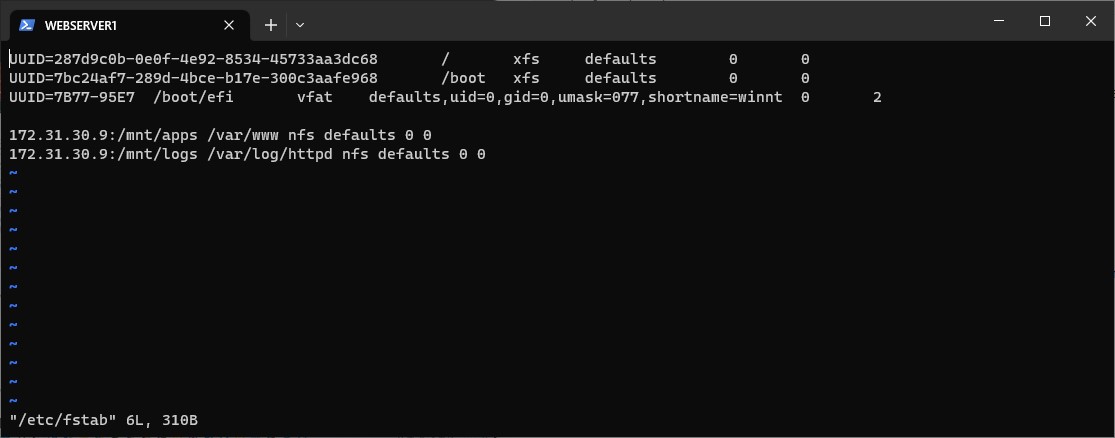 WEBSERVER1
UUID=287d9c0b-0e0f-4e92-8534-45733aa3dc68 / xfs defaults 0 0
UUID=7bc24af7-289d-4bce-b17e-300c3aafe968 /boot xfs defaults 0 0
UUID=7B77-95E7 /boot/efi vfat defaults,uid=0,gid=0,umask=077,shortname=winnt 0 2
172.31.30.9:/mnt/apps /var/www nfs defaults 0 0
172.31.30.9:/mnt/logs /var/log/httpd nfs defaults 0 0
~
~
~
~
~
~
~
~
~
~
~
~
~
"/etc/fstab" 6L, 310B